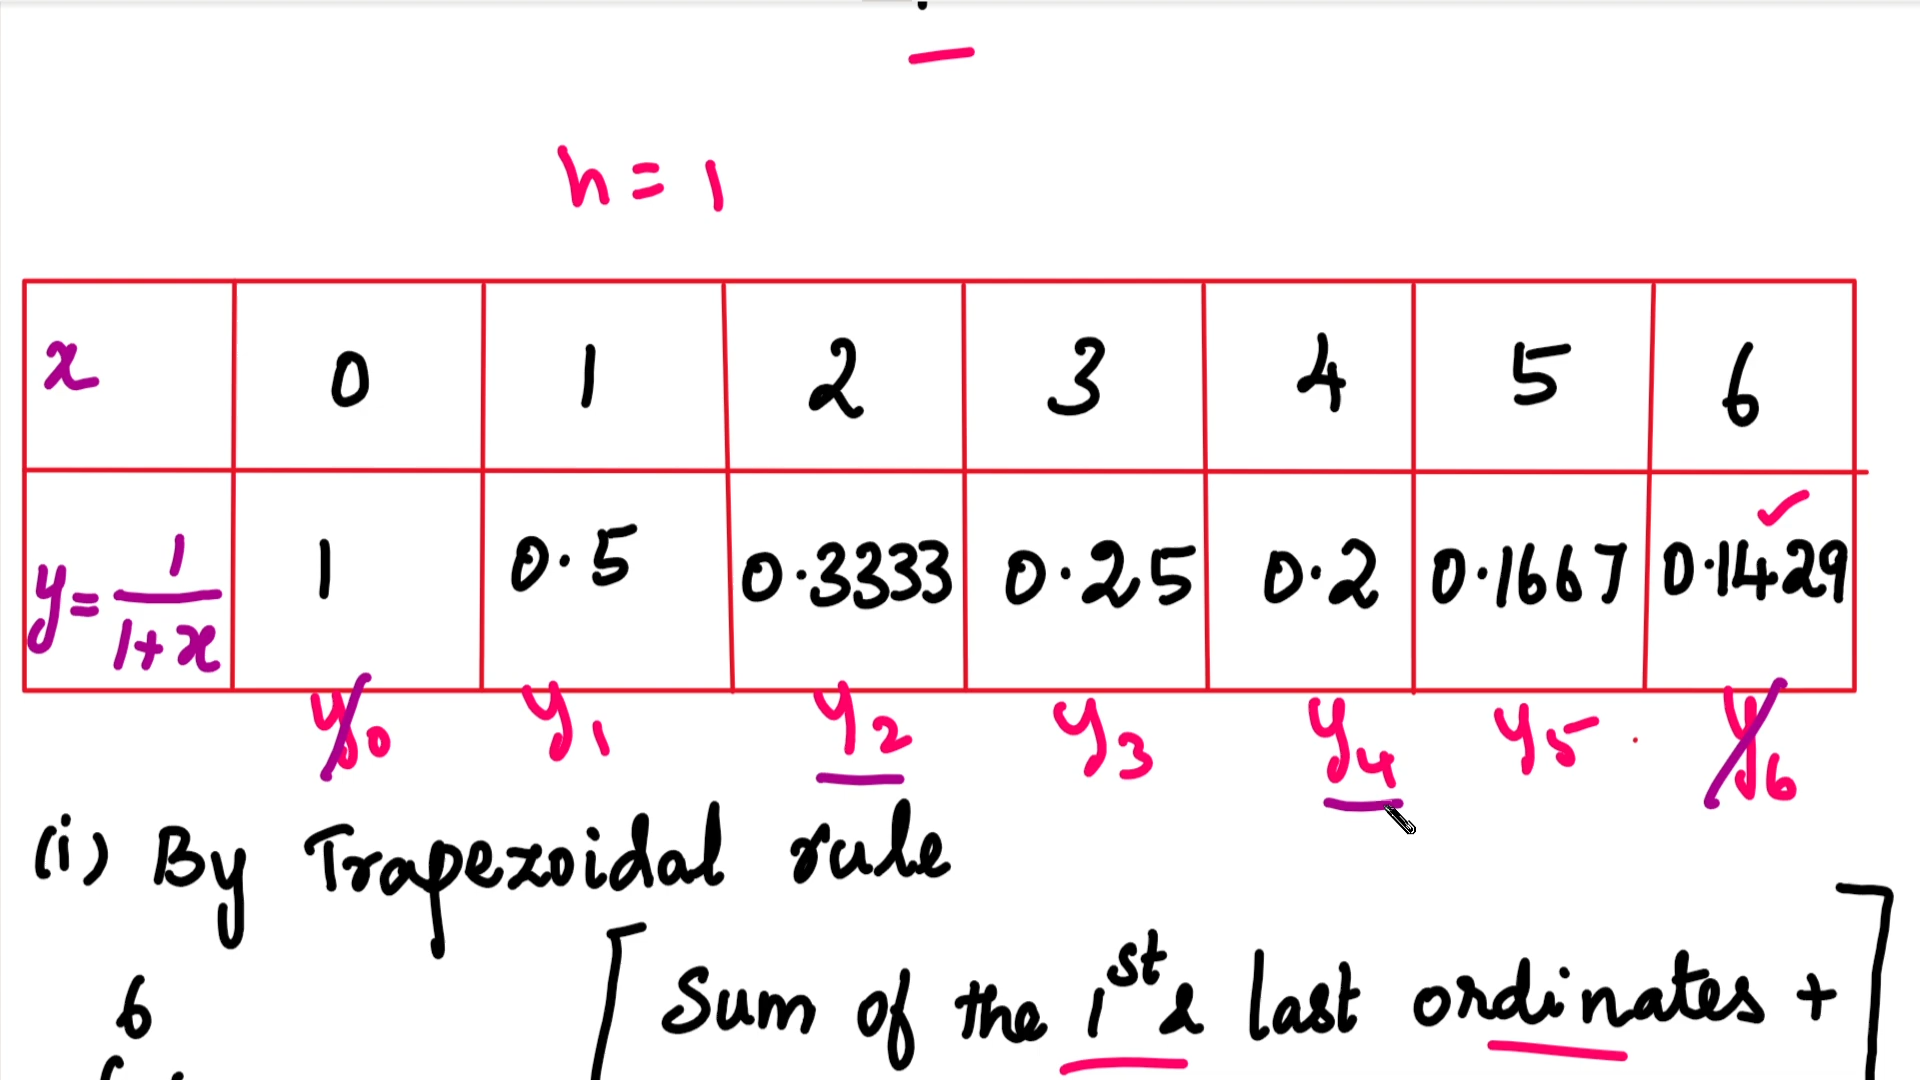 h = 1
x 0 1 2 3 4 5 6
y = 1/(1+x) 1 0.5 0.3333 0.25 0.2 0.1667 0.1429
y₀ y₁ y₂ y₃ y₄ y₅ y₆
(i) By Trapezoidal rule
6 [ Sum of the 1ˢᵗ & last ordinates + ]